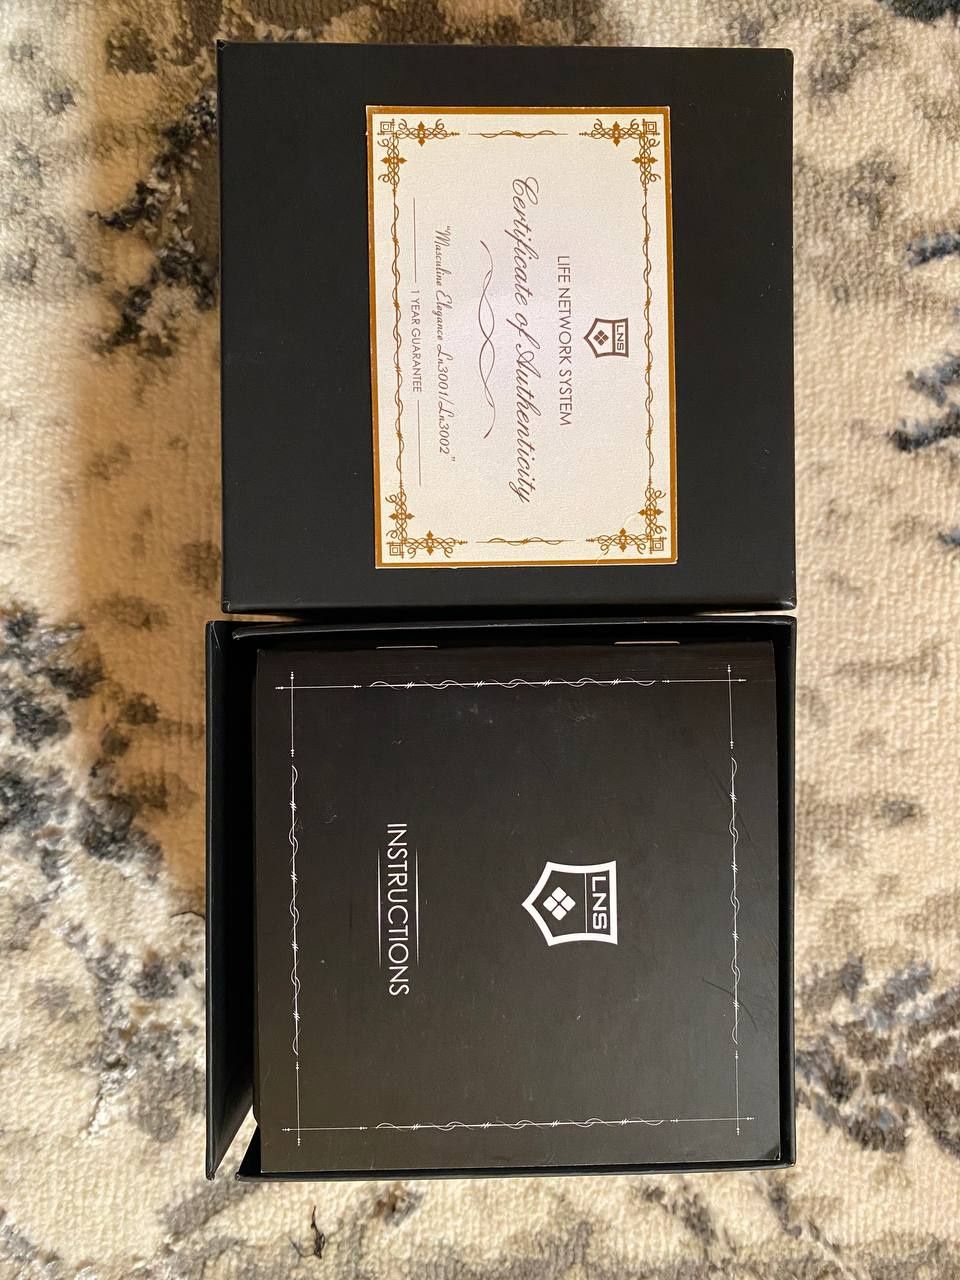 LNS
LIFE NETWORK SYSTEM
Certificate of Authenticity
"Masculine Elegance Ln3001/Ln3002"
1 YEAR GUARANTEE
LNS
INSTRUCTIONS